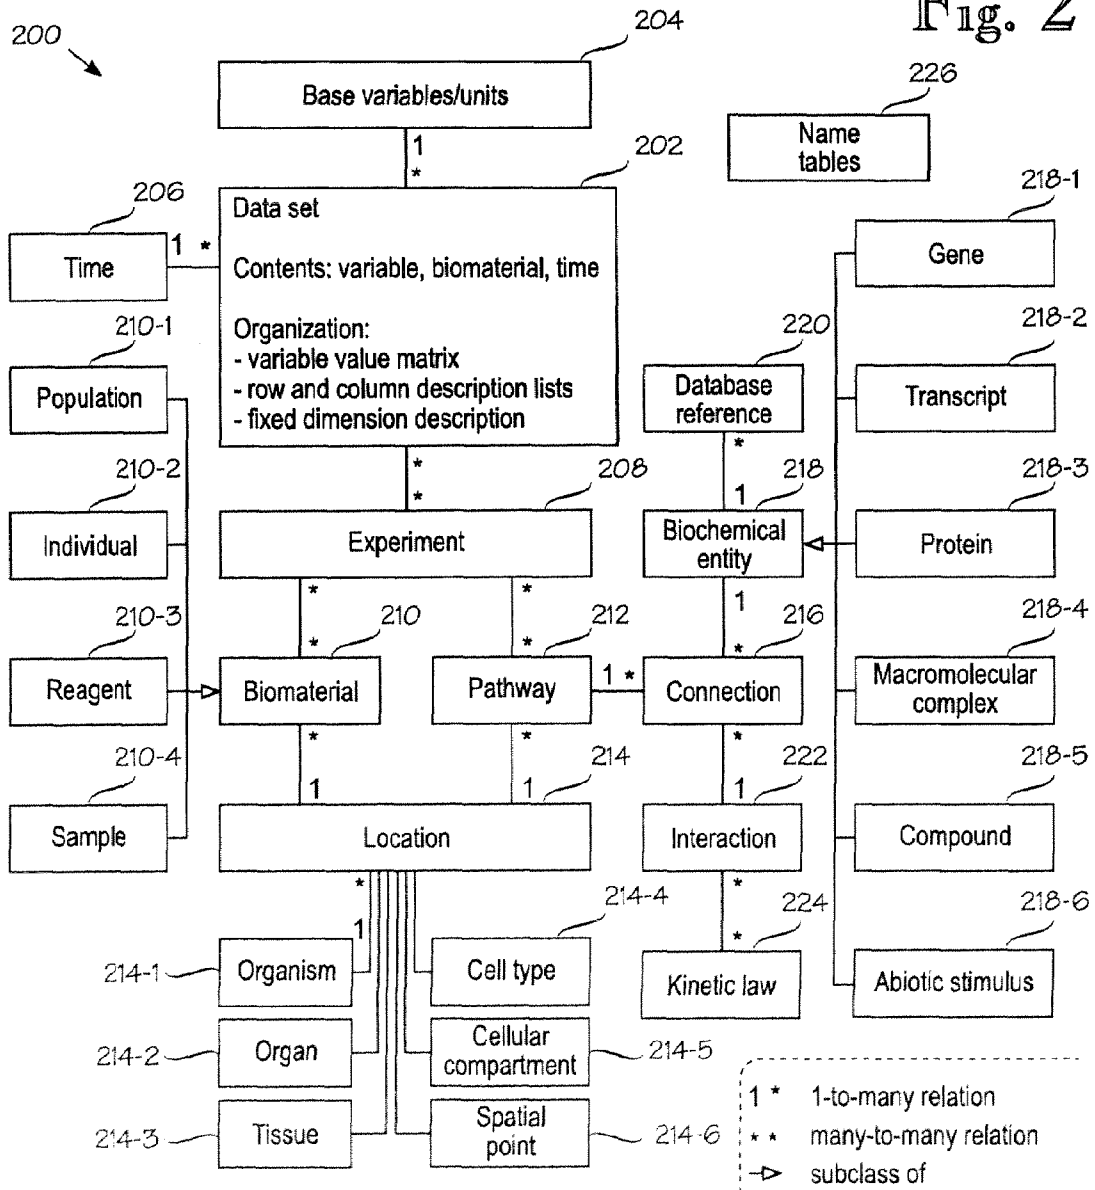 Fig. 2
200
204
Base variables/units
226
Name
tables
1
*
202
206
Time
1 *
Data set
Contents: variable, biomaterial, time
Organization:
- variable value matrix
- row and column description lists
- fixed dimension description
218-1
Gene
210-1
Population
220
Database
reference
218-2
Transcript
*
*
*
1
210-2
Individual
208
Experiment
218
Biochemical
entity
218-3
Protein
*
*
*
*
1
*
210-3
Reagent
210
Biomaterial
212
Pathway
1 *
216
Connection
218-4
Macromolecular
complex
*
1
*
1
*
1
210-4
Sample
214
Location
222
Interaction
218-5
Compound
*
1
*
*
214-1
Organism
214-4
Cell type
224
Kinetic law
218-6
Abiotic stimulus
214-2
Organ
Cellular
compartment
214-5
214-3
Tissue
Spatial
point
214-6
1 * 1-to-many relation
* * many-to-many relation
subclass of